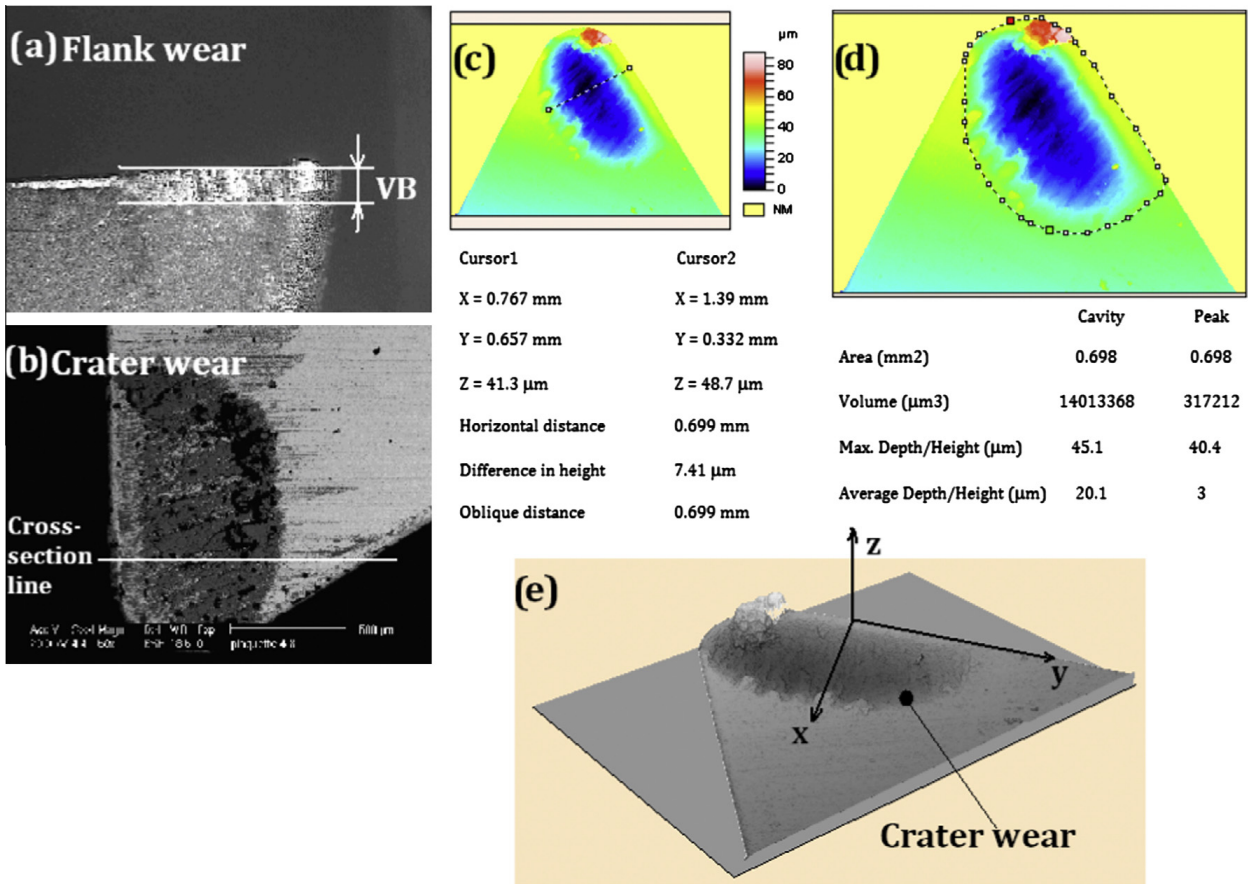 (a) Flank wear
VB
(b) Crater wear
Cross-
section
line
500 µm
plaquette 4.8
(c)
µm
80
60
40
20
0
NM
Cursor1 Cursor2
X = 0.767 mm X = 1.39 mm
Y = 0.657 mm Y = 0.332 mm
Z = 41.3 µm Z = 48.7 µm
Horizontal distance 0.699 mm
Difference in height 7.41 µm
Oblique distance 0.699 mm
(d)
Cavity Peak
Area (mm2) 0.698 0.698
Volume (µm3) 14013368 317212
Max. Depth/Height (µm) 45.1 40.4
Average Depth/Height (µm) 20.1 3
(e)
z
y
x
Crater wear